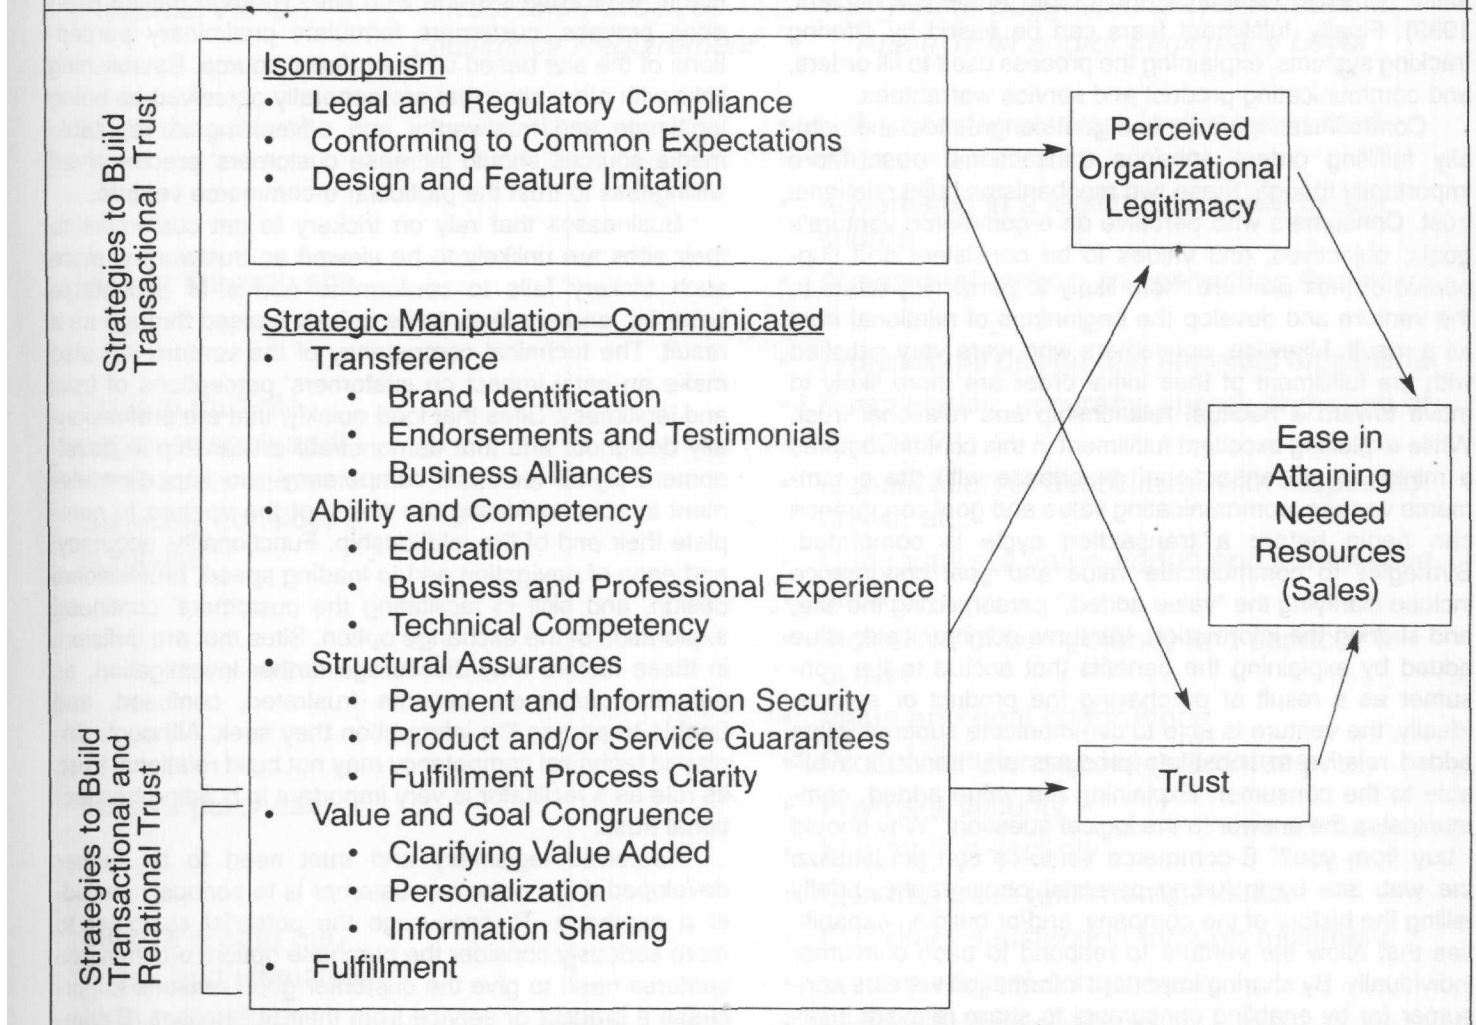 Strategies to Build
Transactional Trust
Isomorphism
• Legal and Regulatory Compliance
• Conforming to Common Expectations
• Design and Feature Imitation
Strategic Manipulation—Communicated
• Transference
• Brand Identification
• Endorsements and Testimonials
• Business Alliances
• Ability and Competency
• Education
• Business and Professional Experience
• Technical Competency
• Structural Assurances
• Payment and Information Security
• Product and/or Service Guarantees
• Fulfillment Process Clarity
• Value and Goal Congruence
• Clarifying Value Added
• Personalization
• Information Sharing
• Fulfillment
Strategies to Build
Transactional and
Relational Trust
Perceived
Organizational
Legitimacy
Ease in
Attaining
Needed
Resources
(Sales)
Trust